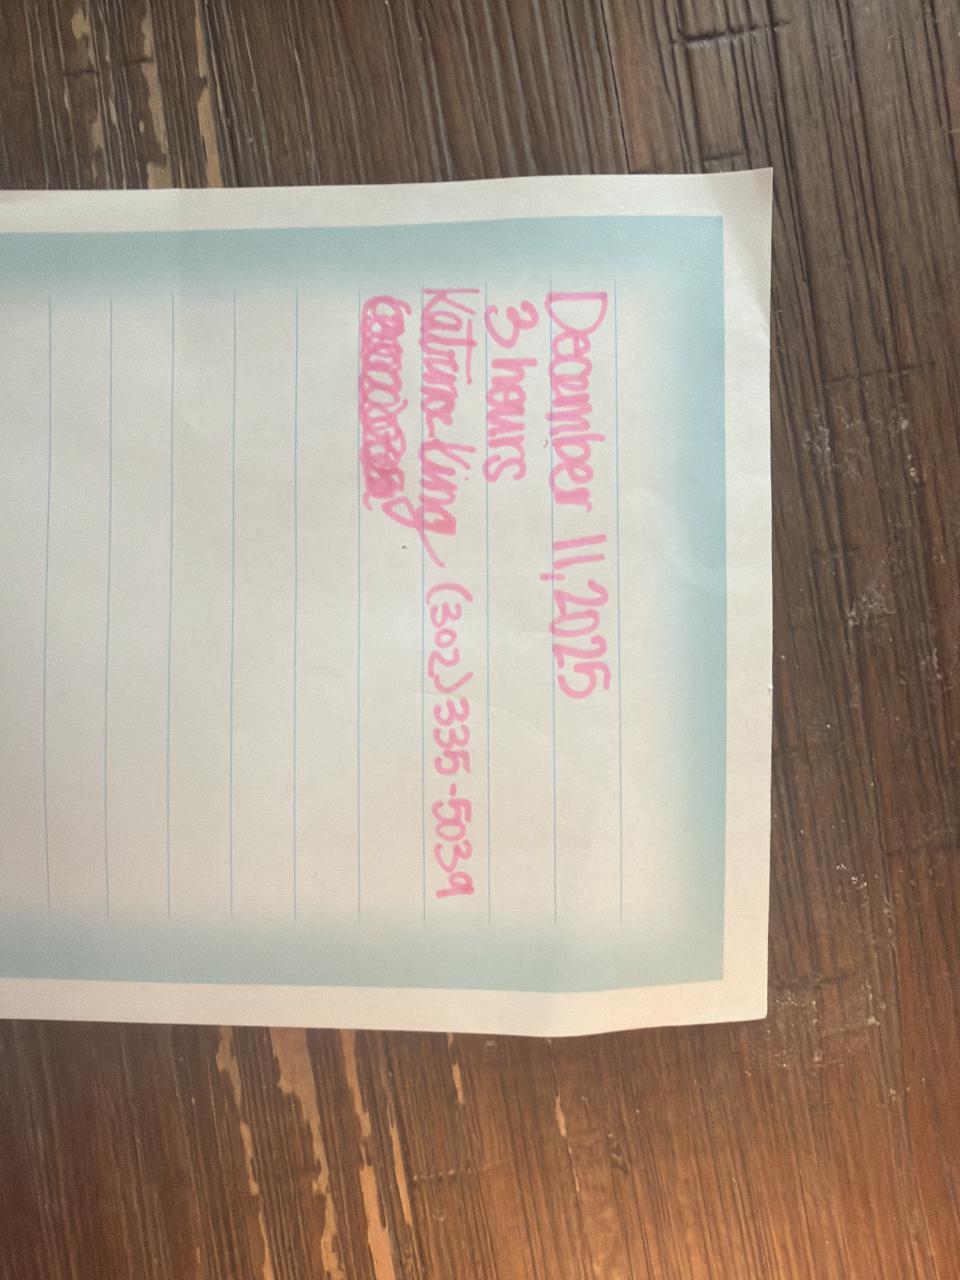 December 11, 2025
3 hours
Katrina King (302) 335-5039